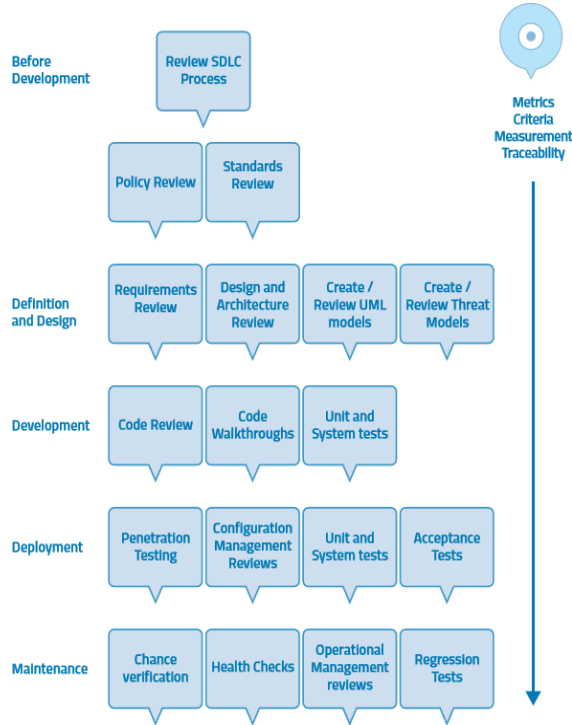 Before
Development
Review SDLC
Process
Metrics
Criteria
Measurement
Traceability
Policy Review
Standards
Review
Definition
and Design
Requirements
Review
Design and
Architecture
Review
Create /
Review UML
models
Create /
Review Threat
Models
Development
Code Review
Code
Walkthroughs
Unit and
System tests
Deployment
Penetration
Testing
Configuration
Management
Reviews
Unit and
System tests
Acceptance
Tests
Maintenance
Chance
verification
Health Checks
Operational
Management
reviews
Regression
Tests